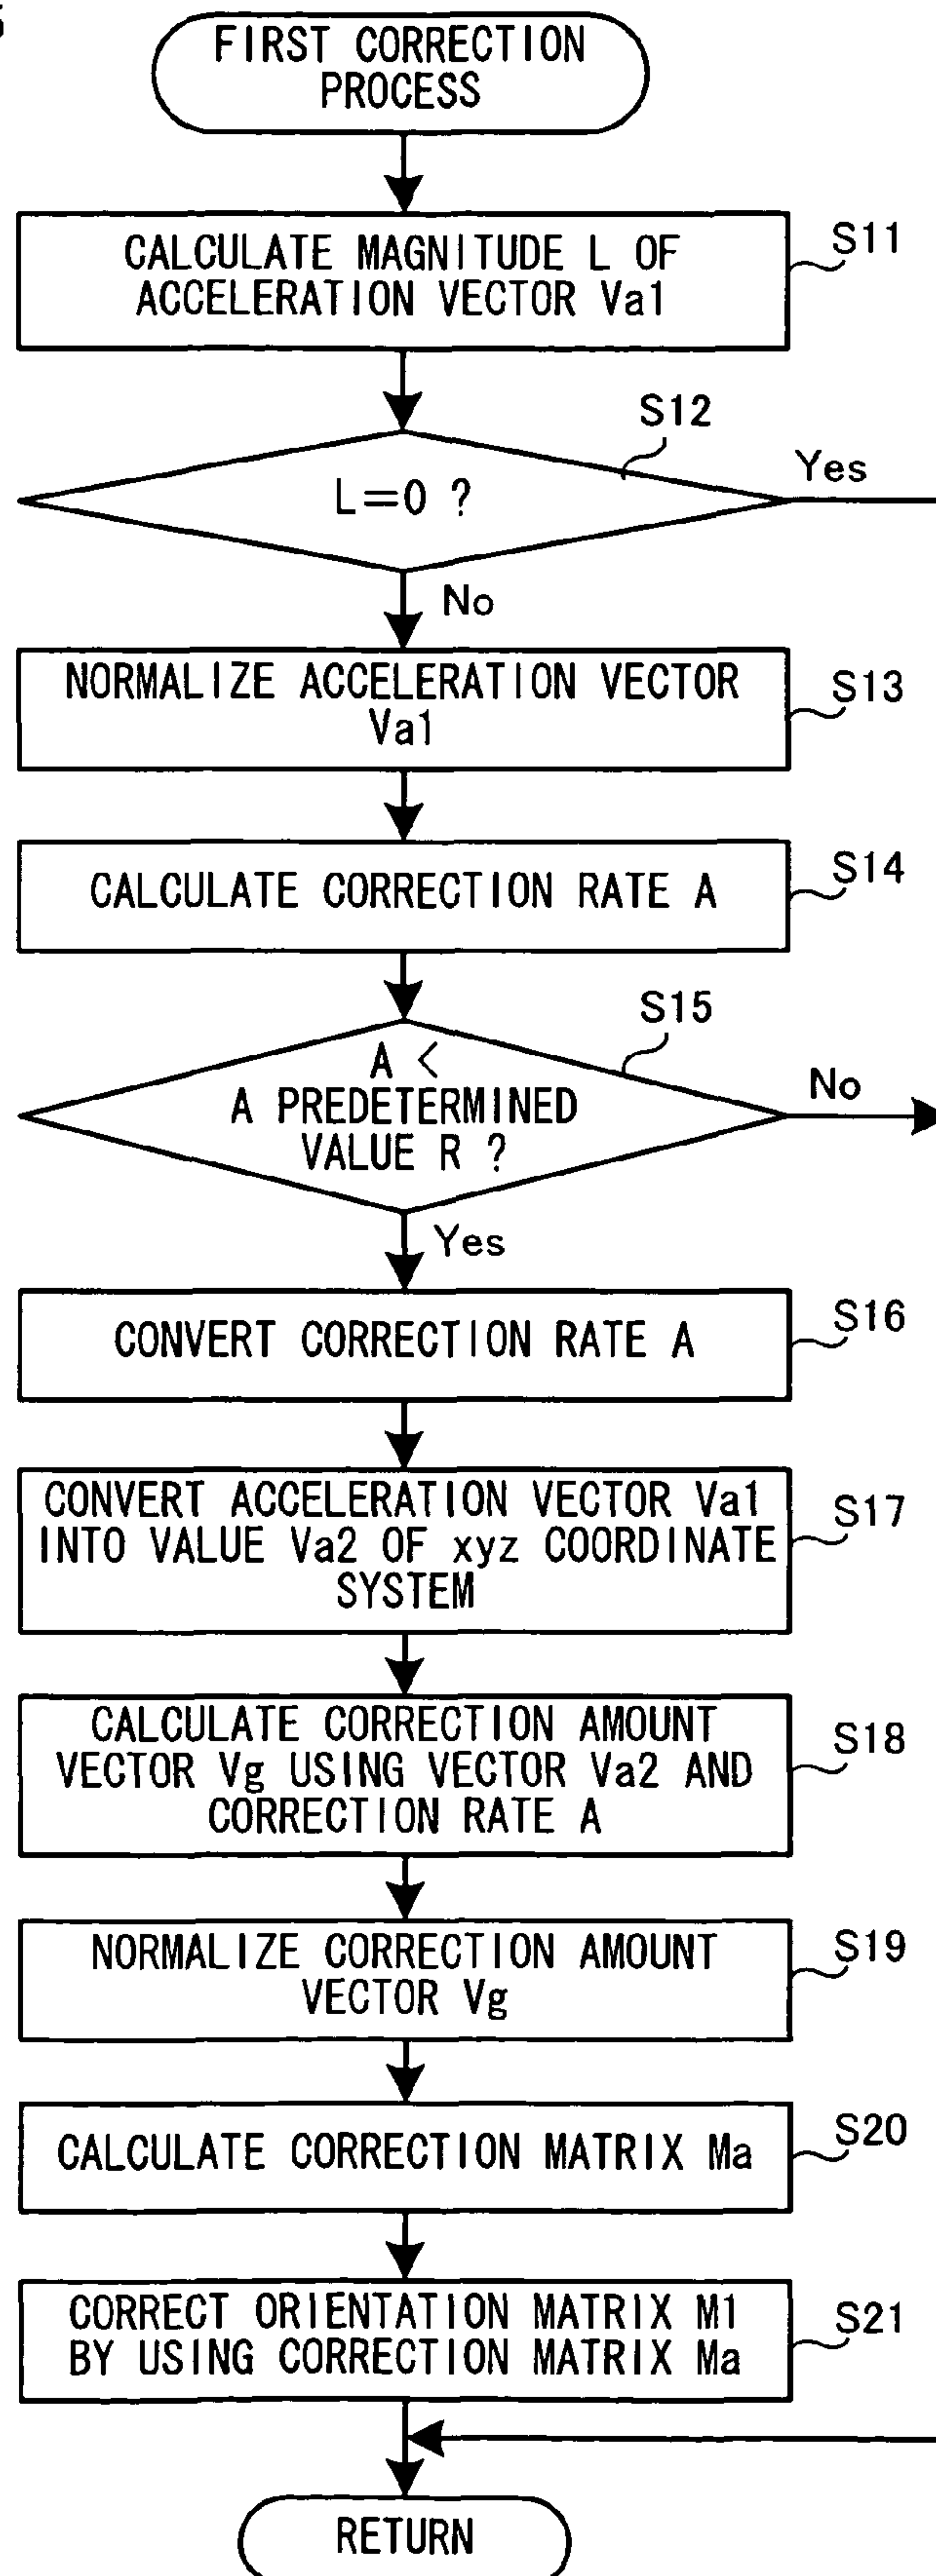 FIRST CORRECTION
PROCESS
CALCULATE MAGNITUDE L OF
ACCELERATION VECTOR Va1
S11
S12
L=0 ?
Yes
No
NORMALIZE ACCELERATION VECTOR
Va1
S13
CALCULATE CORRECTION RATE A
S14
S15
A <
A PREDETERMINED
VALUE R ?
No
Yes
CONVERT CORRECTION RATE A
S16
CONVERT ACCELERATION VECTOR Va1
INTO VALUE Va2 OF xyz COORDINATE
SYSTEM
S17
CALCULATE CORRECTION AMOUNT
VECTOR Vg USING VECTOR Va2 AND
CORRECTION RATE A
S18
NORMALIZE CORRECTION AMOUNT
VECTOR Vg
S19
CALCULATE CORRECTION MATRIX Ma
S20
CORRECT ORIENTATION MATRIX M1
BY USING CORRECTION MATRIX Ma
S21
RETURN